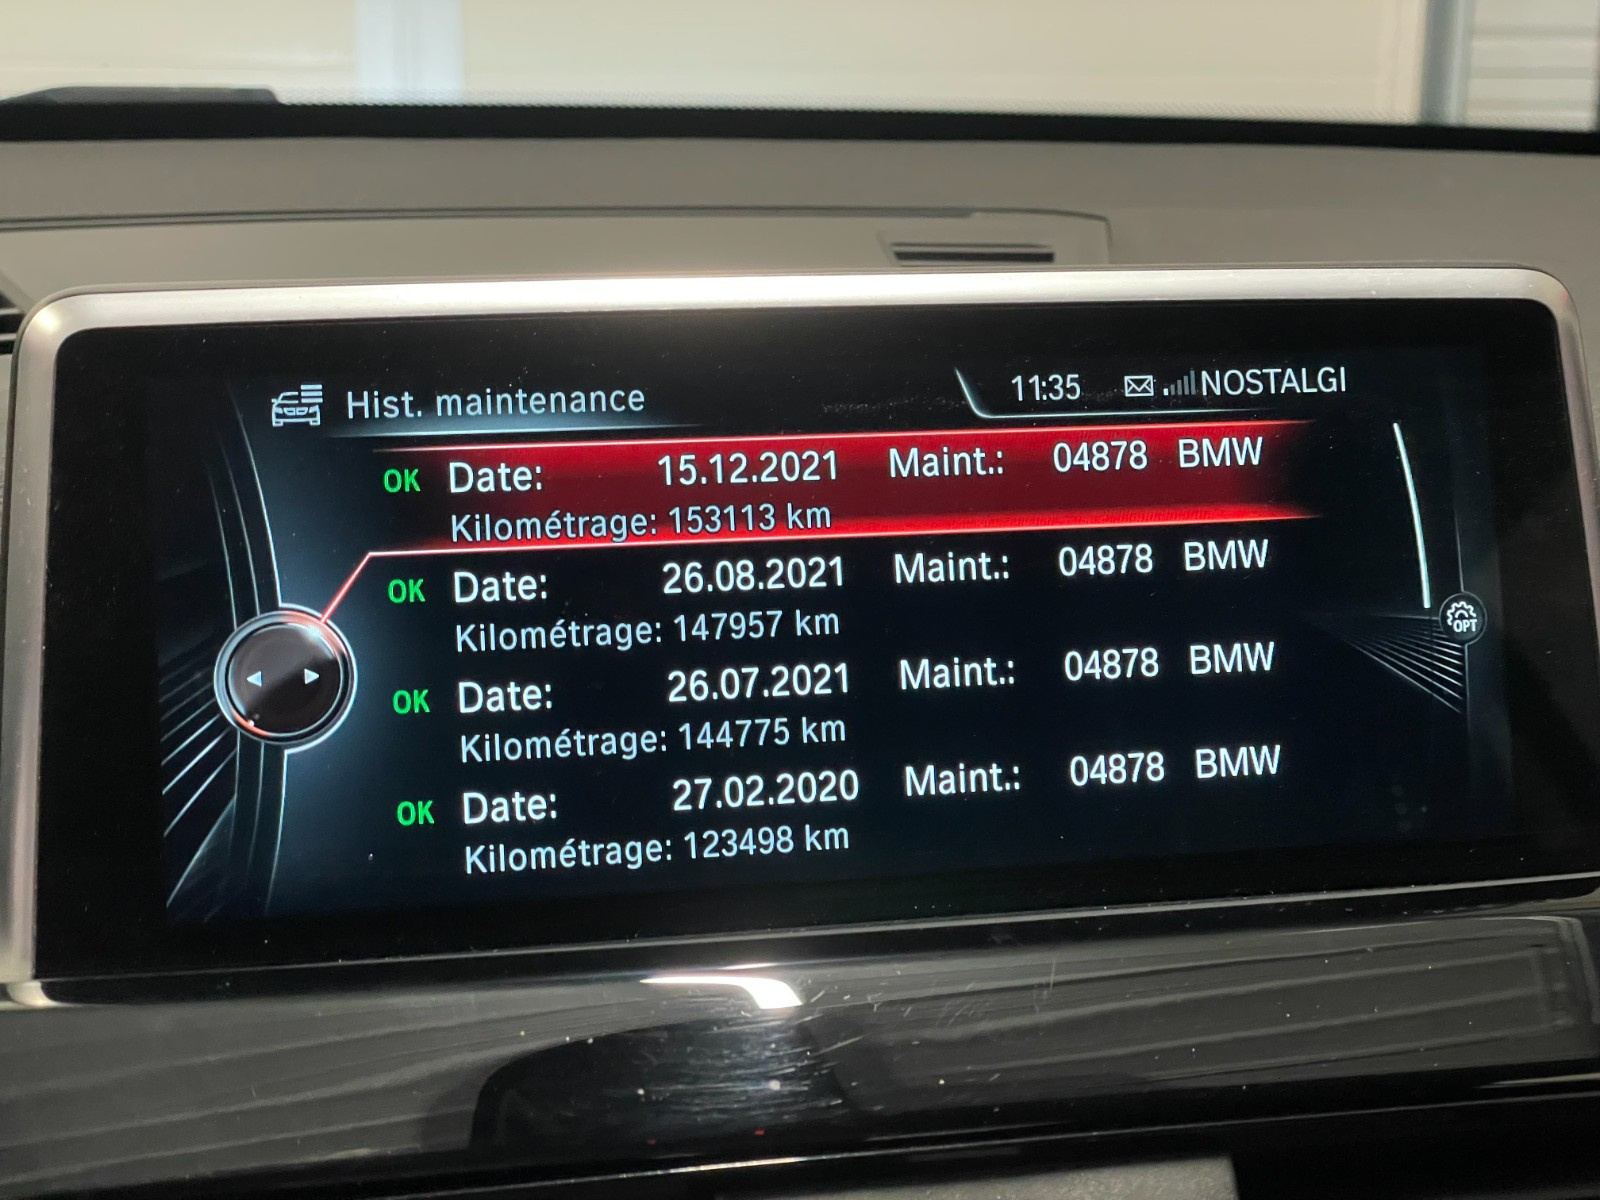 Hist. maintenance 11:35 NOSTALGI
OK Date: 15.12.2021 Maint.: 04878 BMW
Kilométrage: 153113 km
OK Date: 26.08.2021 Maint.: 04878 BMW
Kilométrage: 147957 km
OPT
OK Date: 26.07.2021 Maint.: 04878 BMW
Kilométrage: 144775 km
OK Date: 27.02.2020 Maint.: 04878 BMW
Kilométrage: 123498 km